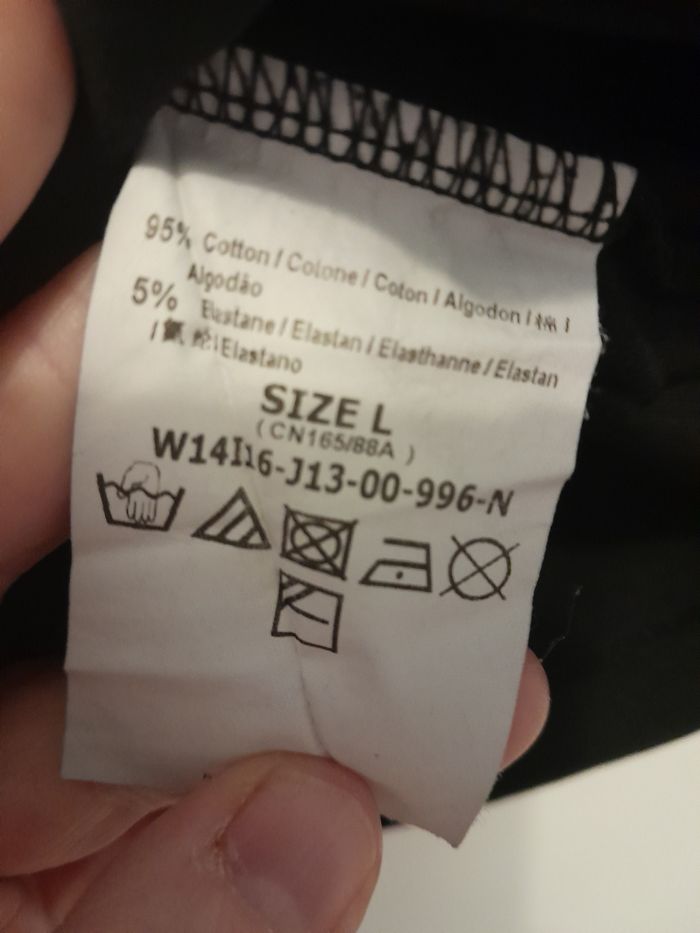 95% Cotton / Cotone / Coton / Algodon / 棉 /
Algodão
5% Elastane / Elastan / Elasthanne / Elastan
/ 氨 纶 / Elastano
SIZE L
(CN165/88A )
W14I16-J13-00-996-N